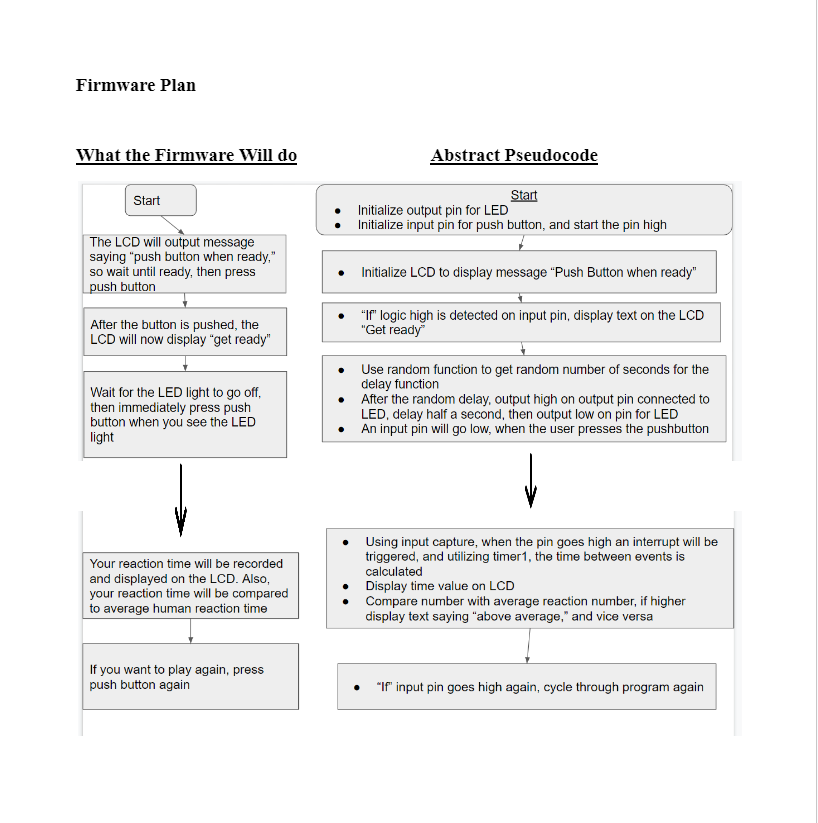 Firmware Plan
What the Firmware Will do
Start
The LCD will output message
saying “push button when ready,”
so wait until ready, then press
push button
After the button is pushed, the
LCD will now display “get ready”
Wait for the LED light to go off,
then immediately press push
button when you see the LED
light
Your reaction time will be recorded
and displayed on the LCD. Also,
your reaction time will be compared
to average human reaction time
If you want to play again, press
push button again
Abstract Pseudocode
Start
● Initialize output pin for LED
● Initialize input pin for push button, and start the pin high
● Initialize LCD to display message “Push Button when ready”
● “If” logic high is detected on input pin, display text on the LCD
“Get ready”
● Use random function to get random number of seconds for the
delay function
● After the random delay, output high on output pin connected to
LED, delay half a second, then output low on pin for LED
● An input pin will go low, when the user presses the pushbutton
● Using input capture, when the pin goes high an interrupt will be
triggered, and utilizing timer1, the time between events is
calculated
● Display time value on LCD
● Compare number with average reaction number, if higher
display text saying “above average,” and vice versa
● “If” input pin goes high again, cycle through program again